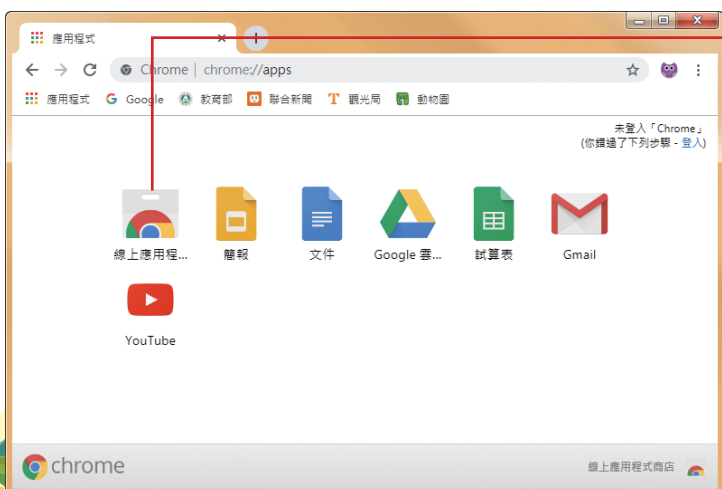 應用程式
Chrome | chrome://apps
應用程式 Google 教育部 聯合新聞 T 觀光局 動物園
未登入「Chrome」
(你錯過了下列步驟 - 登入)
線上應用程... 簡報 文件 Google 雲... 試算表 Gmail
YouTube
chrome 線上應用程式商店